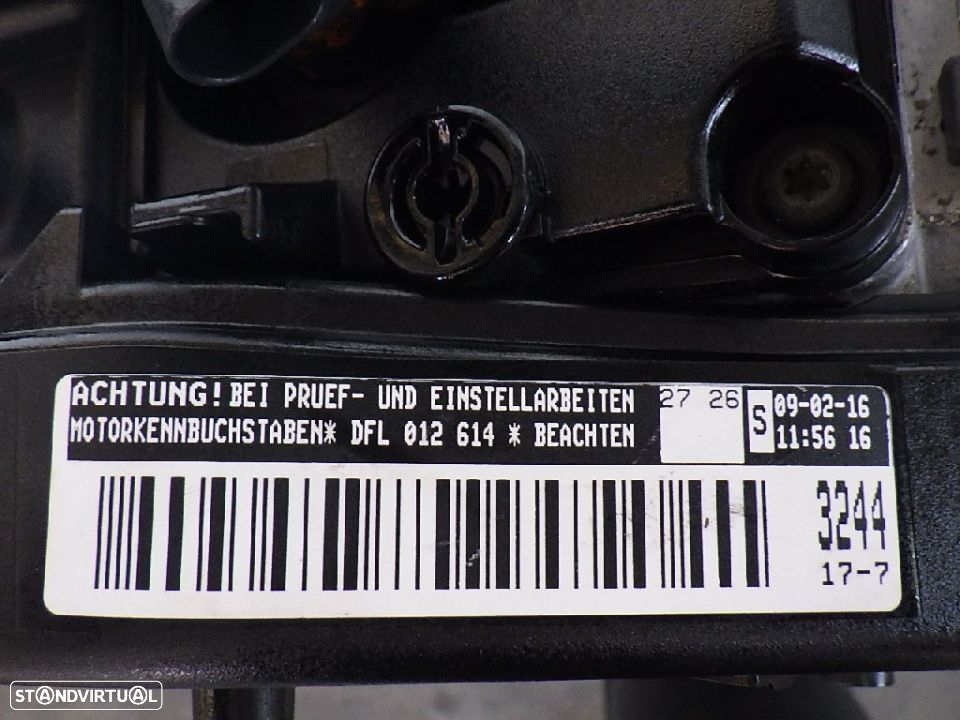 ACHTUNG! BEI PRUEF- UND EINSTELLARBEITEN
MOTORKENNBUCHSTABEN* DFL 012 614 * BEACHTEN
27 26
S
09-02-16
11:56 16
3244
17-7
STANDVIRTUAL